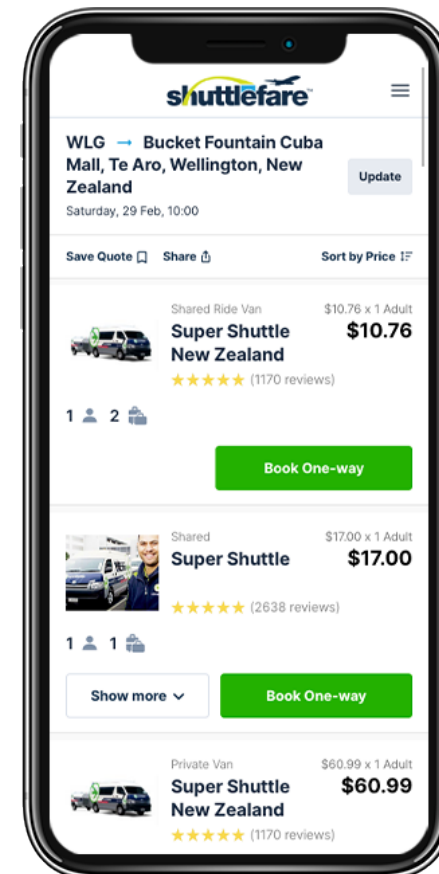 shuttlefare™
WLG → Bucket Fountain Cuba
Mall, Te Aro, Wellington, New
Zealand
Update
Saturday, 29 Feb, 10:00
Save Quote Share Sort by Price
Shared Ride Van $10.76 x 1 Adult
Super Shuttle $10.76
New Zealand
(1170 reviews)
1 2
Book One-way
Shared $17.00 x 1 Adult
Super Shuttle $17.00
(2638 reviews)
1 1
Show more Book One-way
Private Van $60.99 x 1 Adult
Super Shuttle $60.99
New Zealand
(1170 reviews)